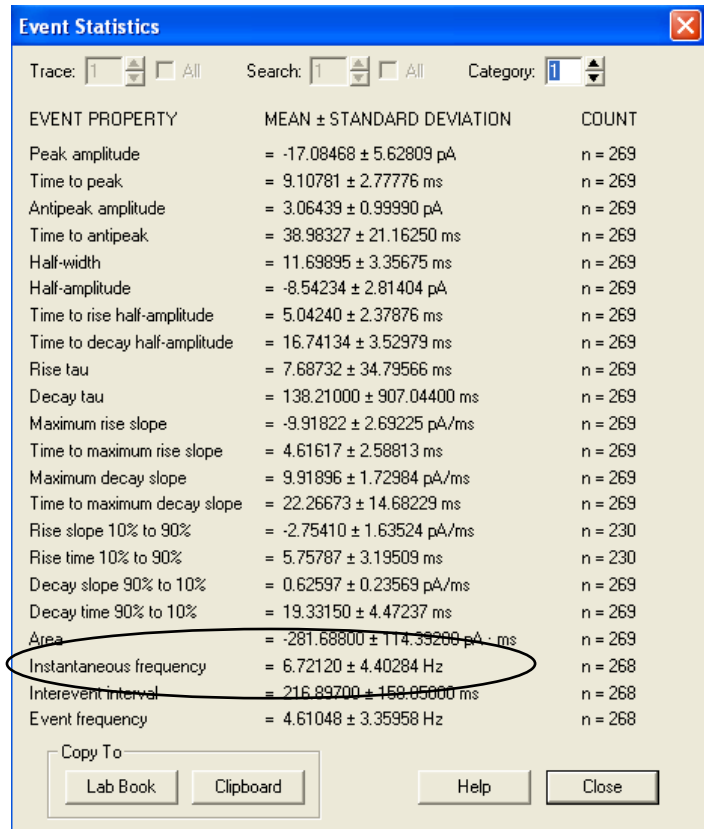 Event Statistics
Trace: 1 All Search: 1 All Category: 1
EVENT PROPERTY MEAN ± STANDARD DEVIATION COUNT
Peak amplitude = -17.08468 ± 5.62809 pA n = 269
Time to peak = 9.10781 ± 2.77776 ms n = 269
Antipeak amplitude = 3.06439 ± 0.99990 pA n = 269
Time to antipeak = 38.98327 ± 21.16250 ms n = 269
Half-width = 11.69895 ± 3.35675 ms n = 269
Half-amplitude = -8.54234 ± 2.81404 pA n = 269
Time to rise half-amplitude = 5.04240 ± 2.37876 ms n = 269
Time to decay half-amplitude = 16.74134 ± 3.52979 ms n = 269
Rise tau = 7.68732 ± 34.79566 ms n = 269
Decay tau = 138.21000 ± 907.04400 ms n = 269
Maximum rise slope = -9.91822 ± 2.69225 pA/ms n = 269
Time to maximum rise slope = 4.61617 ± 2.58813 ms n = 269
Maximum decay slope = 9.91896 ± 1.72984 pA/ms n = 269
Time to maximum decay slope = 22.26673 ± 14.68229 ms n = 269
Rise slope 10% to 90% = -2.75410 ± 1.63524 pA/ms n = 230
Rise time 10% to 90% = 5.75787 ± 3.19509 ms n = 230
Decay slope 90% to 10% = 0.62597 ± 0.23569 pA/ms n = 269
Decay time 90% to 10% = 19.33150 ± 4.47237 ms n = 269
Area = -281.68800 ± 114.39200 pA · ms n = 269
Instantaneous frequency = 6.72120 ± 4.40284 Hz n = 268
Interevent interval = 216.89700 ± 158.05000 ms n = 268
Event frequency = 4.61048 ± 3.35958 Hz n = 268
Copy To
Lab Book Clipboard Help Close